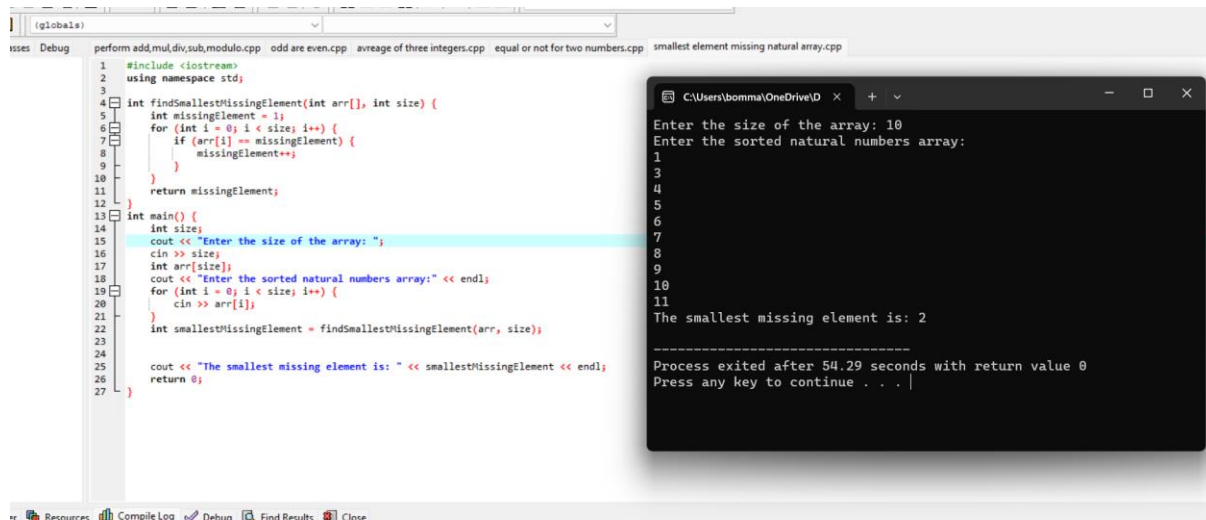 (globals)
asses Debug
perform add,mul,div,sub,modulo.cpp odd are even.cpp avreage of three integers.cpp equal or not for two numbers.cpp smallest element missing natural array.cpp
1 #include <iostream>
2 using namespace std;
3
4 int findSmallestMissingElement(int arr[], int size) {
5 int missingElement = 1;
6 for (int i = 0; i < size; i++) {
7 if (arr[i] == missingElement) {
8 missingElement++;
9 }
10 }
11 return missingElement;
12 }
13 int main() {
14 int size;
15 cout << "Enter the size of the array: ";
16 cin >> size;
17 int arr[size];
18 cout << "Enter the sorted natural numbers array:" << endl;
19 for (int i = 0; i < size; i++) {
20 cin >> arr[i];
21 }
22 int smallestMissingElement = findSmallestMissingElement(arr, size);
23
24
25 cout << "The smallest missing element is: " << smallestMissingElement << endl;
26 return 0;
27 }
C:\Users\bomma\OneDrive\D
Enter the size of the array: 10
Enter the sorted natural numbers array:
1
3
4
5
6
7
8
9
10
11
The smallest missing element is: 2
--------------------------------
Process exited after 54.29 seconds with return value 0
Press any key to continue . . .
Resources Compile Log Debug Find Results Close